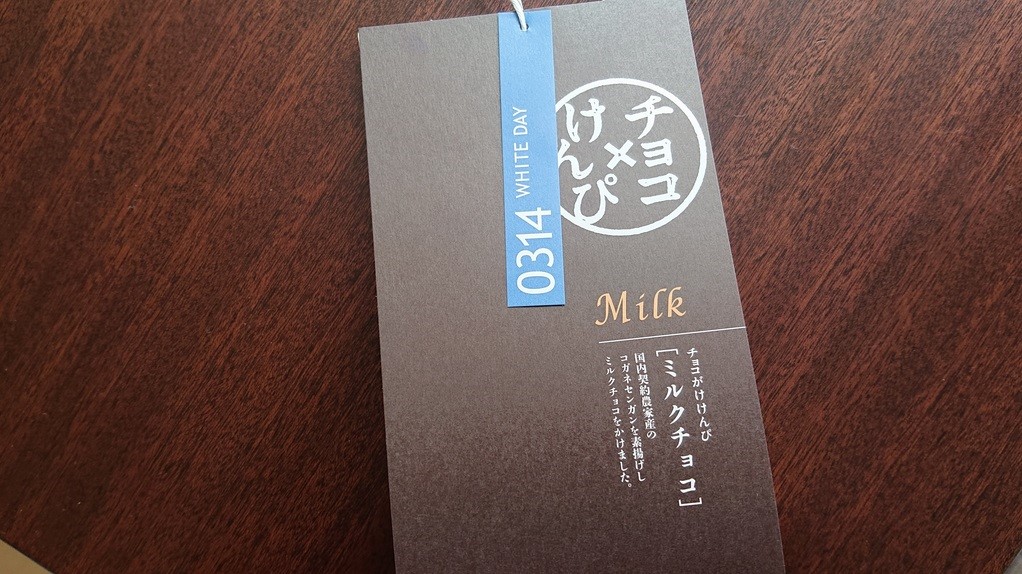 0314 WHITE DAY
チョコ
×
けんぴ
Milk
チョコがけけんぴ
[ミルクチョコ]
国内契約農家産の
コガネセンガンを素揚げし
ミルクチョコをかけました。